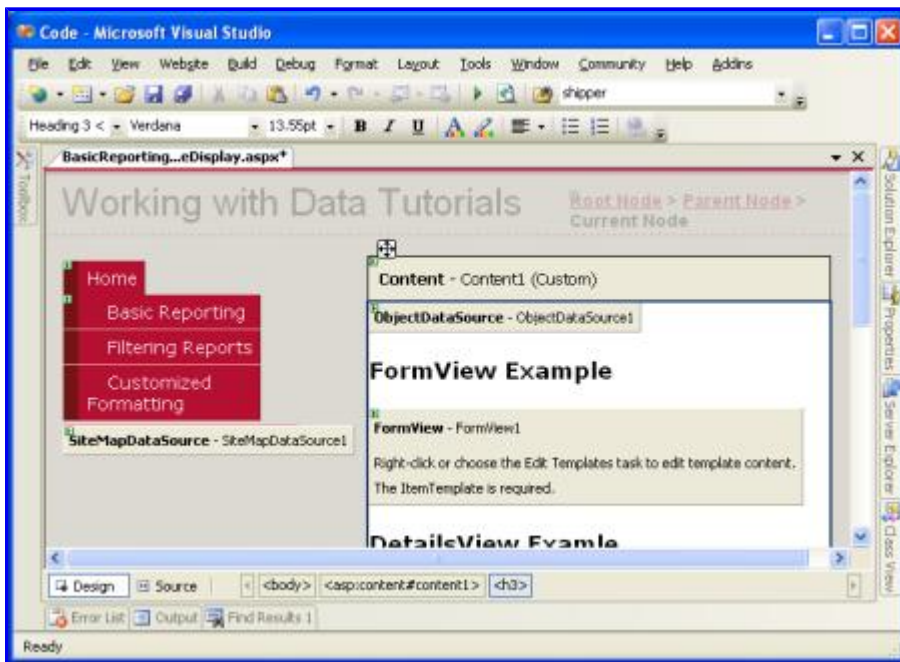 Code - Microsoft Visual Studio
File Edit View Website Build Debug Format Layout Tools Window Community Help Addins
shipper
Heading 3 < Verdana 13.55pt B I U A
BasicReporting...eDisplay.aspx*
Toolbox
Working with Data Tutorials
Root Node > Parent Node >
Current Node
Home
Basic Reporting
Filtering Reports
Customized
Formatting
SiteMapDataSource - SiteMapDataSource1
Content - Content1 (Custom)
ObjectDataSource - ObjectDataSource1
FormView Example
FormView - FormView1
Right-click or choose the Edit Templates task to edit template content.
The ItemTemplate is required.
DetailsView Examle
Solution Explorer
Properties
Server Explorer
Class View
Design Source <body> <asp:content#content1> <h3>
Error List Output Find Results 1
Ready